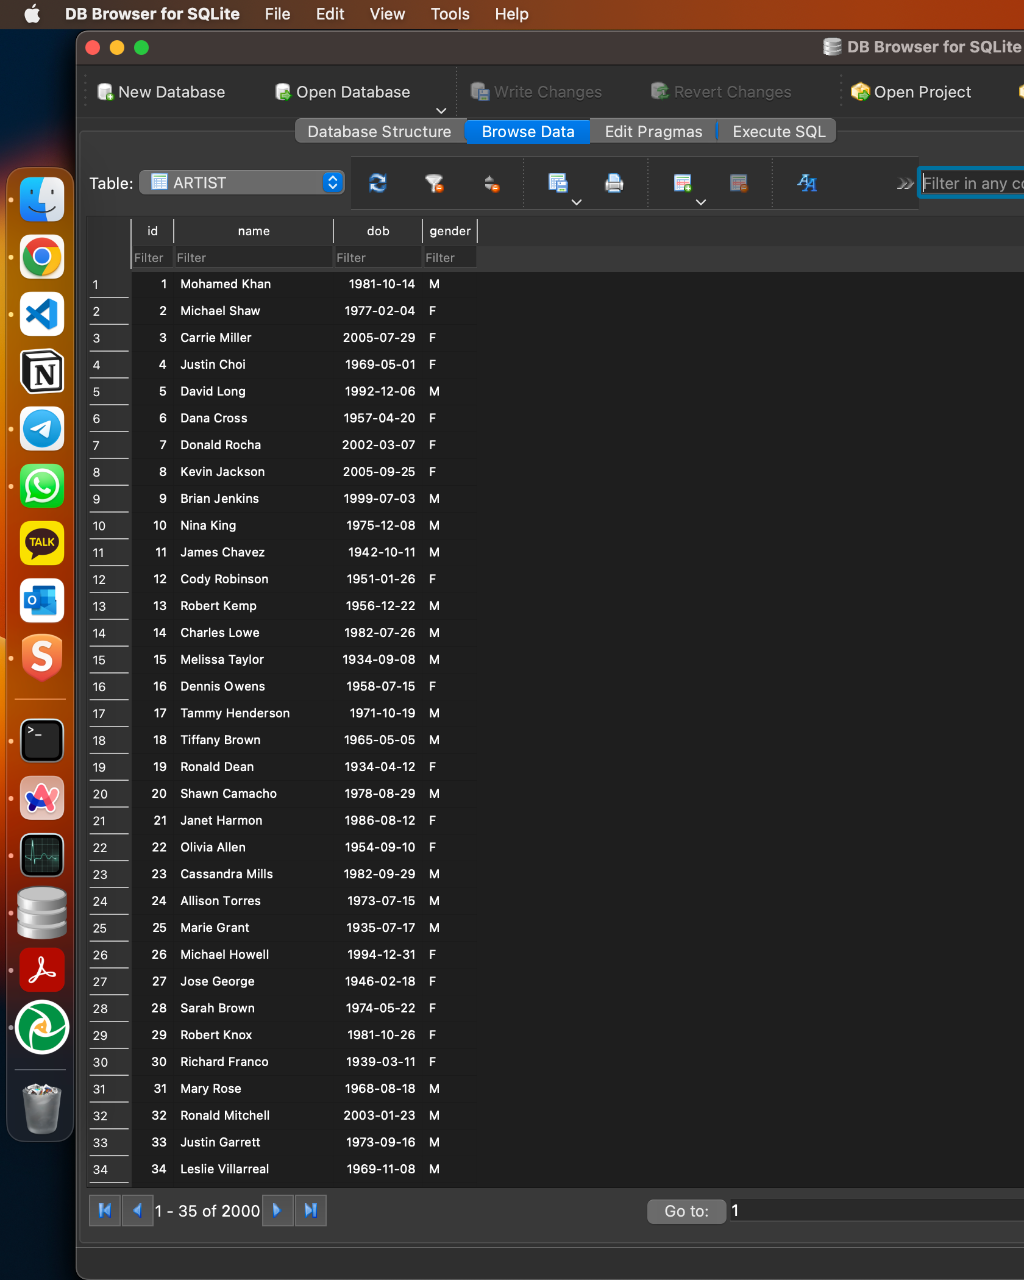 DB Browser for SQLite File Edit View Tools Help
DB Browser for SQLite
New Database Open Database Write Changes Revert Changes Open Project
Database Structure Browse Data Edit Pragmas Execute SQL
Table: ARTIST Filter in any co
id name dob gender
Filter Filter Filter Filter
1 1 Mohamed Khan 1981-10-14 M
2 2 Michael Shaw 1977-02-04 F
3 3 Carrie Miller 2005-07-29 F
4 4 Justin Choi 1969-05-01 F
5 5 David Long 1992-12-06 M
6 6 Dana Cross 1957-04-20 F
7 7 Donald Rocha 2002-03-07 F
8 8 Kevin Jackson 2005-09-25 F
9 9 Brian Jenkins 1999-07-03 M
10 10 Nina King 1975-12-08 M
11 11 James Chavez 1942-10-11 M
12 12 Cody Robinson 1951-01-26 F
13 13 Robert Kemp 1956-12-22 M
14 14 Charles Lowe 1982-07-26 M
15 15 Melissa Taylor 1934-09-08 M
16 16 Dennis Owens 1958-07-15 F
17 17 Tammy Henderson 1971-10-19 M
18 18 Tiffany Brown 1965-05-05 M
19 19 Ronald Dean 1934-04-12 F
20 20 Shawn Camacho 1978-08-29 M
21 21 Janet Harmon 1986-08-12 F
22 22 Olivia Allen 1954-09-10 F
23 23 Cassandra Mills 1982-09-29 M
24 24 Allison Torres 1973-07-15 M
25 25 Marie Grant 1935-07-17 M
26 26 Michael Howell 1994-12-31 F
27 27 Jose George 1946-02-18 F
28 28 Sarah Brown 1974-05-22 F
29 29 Robert Knox 1981-10-26 F
30 30 Richard Franco 1939-03-11 F
31 31 Mary Rose 1968-08-18 M
32 32 Ronald Mitchell 2003-01-23 M
33 33 Justin Garrett 1973-09-16 M
34 34 Leslie Villarreal 1969-11-08 M
1 - 35 of 2000 Go to: 1
N
TALK
O
S
>_